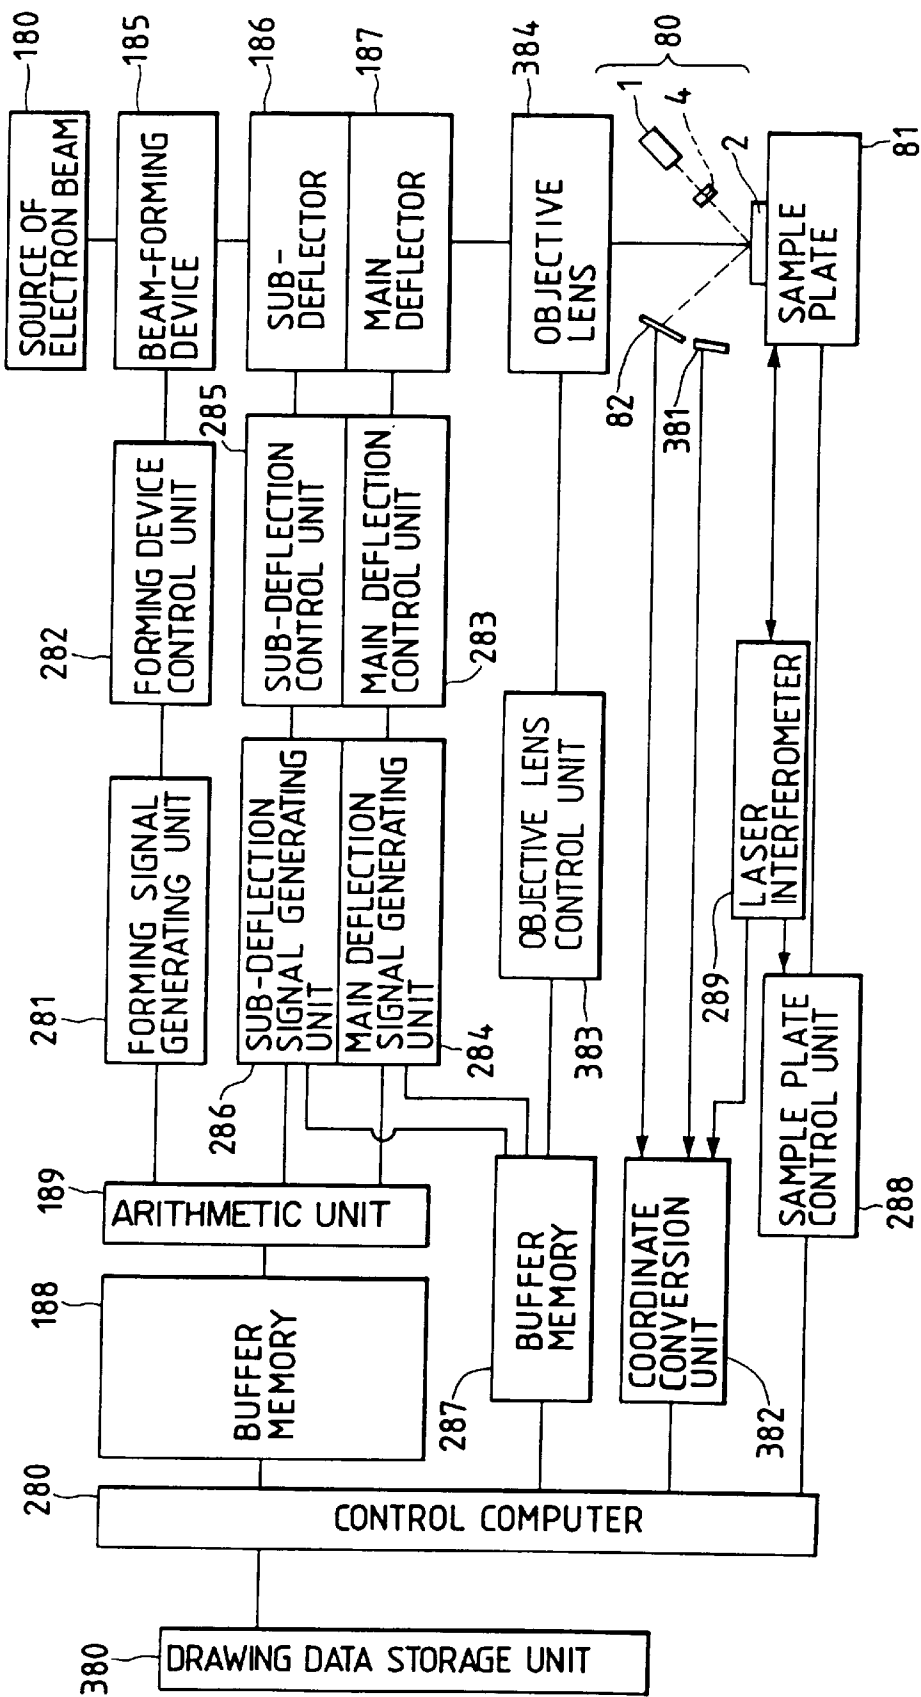 180
SOURCE OF
ELECTRON BEAM
185
BEAM-FORMING
DEVICE
186
SUB-
DEFLECTOR
187
MAIN
DEFLECTOR
384
OBJECTIVE
LENS
80
1
4
2
SAMPLE
PLATE
81
82
381
282
FORMING DEVICE
CONTROL UNIT
285
SUB-DEFLECTION
CONTROL UNIT
MAIN DEFLECTION
CONTROL UNIT
283
281
FORMING SIGNAL
GENERATING UNIT
SUB-DEFLECTION
SIGNAL GENERATING
UNIT
286
MAIN DEFLECTION
SIGNAL GENERATING
UNIT
284
OBJECTIVE LENS
CONTROL UNIT
383
LASER
INTERFEROMETER
289
SAMPLE PLATE
CONTROL UNIT
288
189
ARITHMETIC UNIT
188
BUFFER
MEMORY
BUFFER
MEMORY
287
COORDINATE
CONVERSION
UNIT
382
280
CONTROL COMPUTER
380
DRAWING DATA STORAGE UNIT